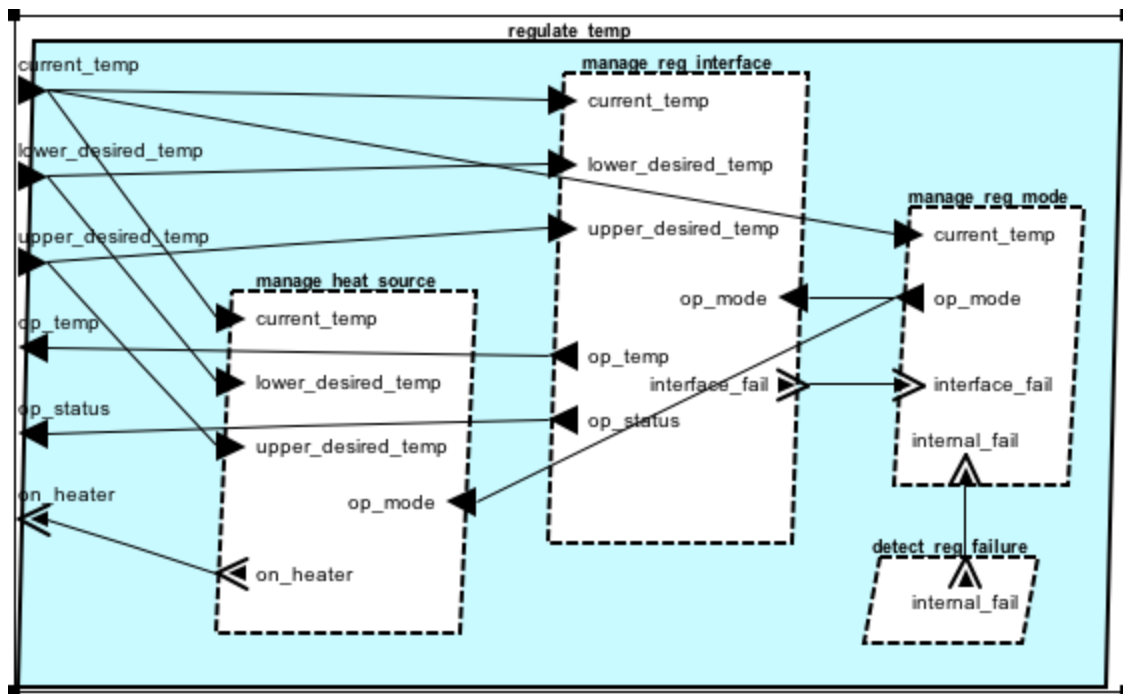 regulate_temp
current_temp
lower_desired_temp
upper_desired_temp
op_temp
op_status
on_heater
manage_heat_source
current_temp
lower_desired_temp
upper_desired_temp
op_mode
on_heater
manage_reg_interface
current_temp
lower_desired_temp
upper_desired_temp
op_mode
op_temp
interface_fail
op_status
manage_reg_mode
current_temp
op_mode
interface_fail
internal_fail
detect_reg_failure
internal_fail